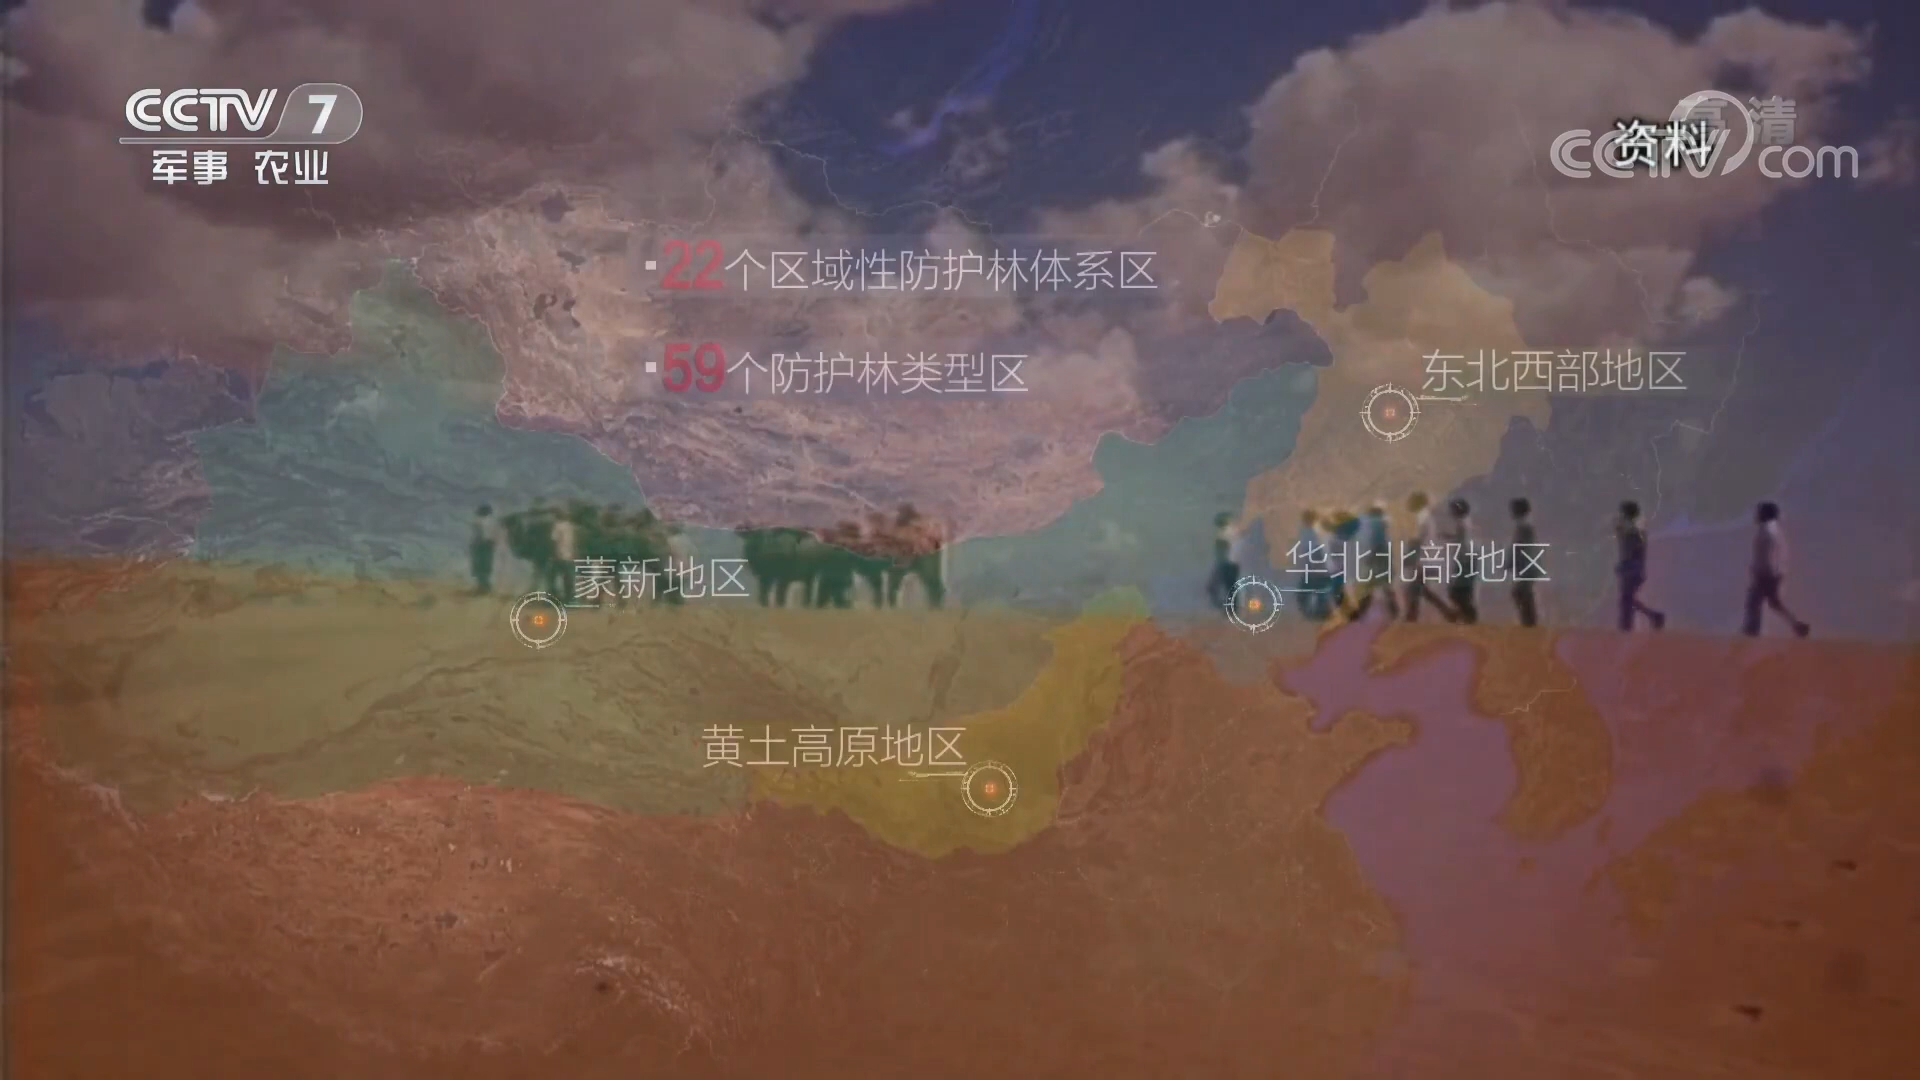 CCTV 7
军事 农业
高清
资料
CCTV.com
22个区域性防护林体系区
59个防护林类型区
东北西部地区
华北北部地区
蒙新地区
黄土高原地区